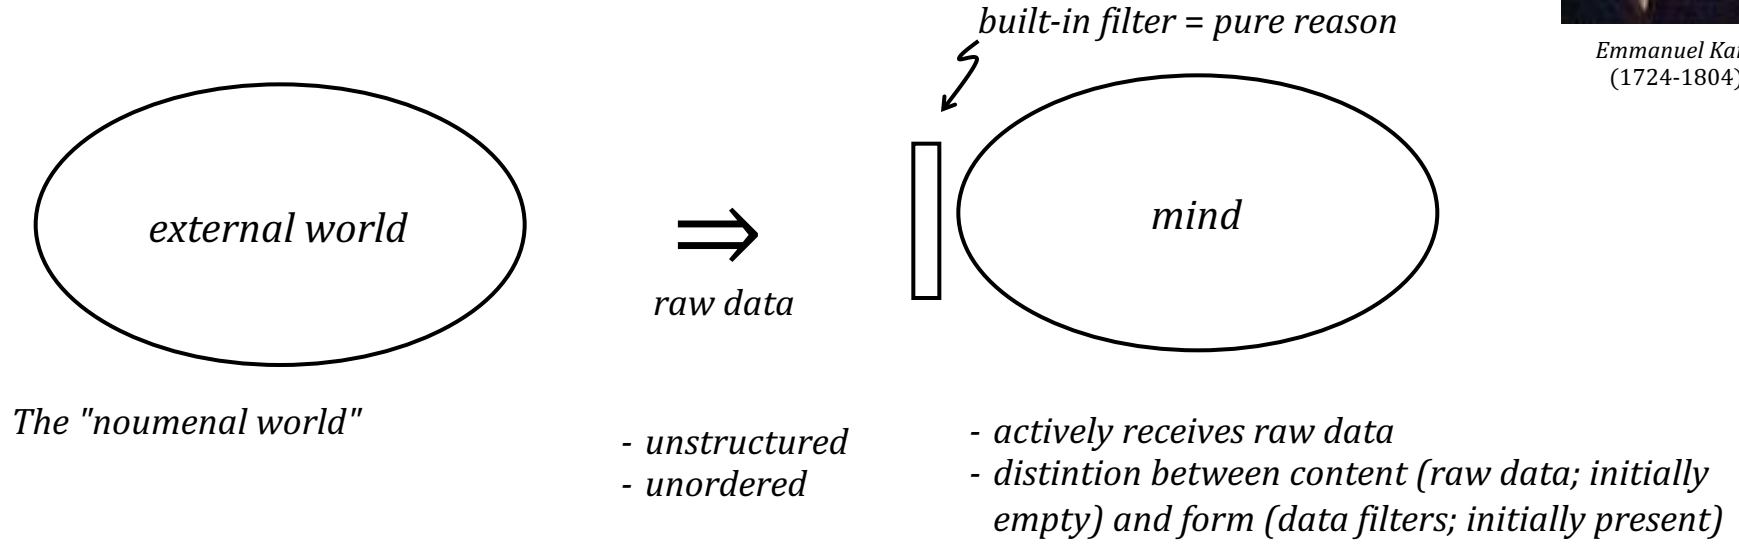 built-in filter = pure reason
Emmanuel
(1724-1804)
external world
mind
raw data
The "noumenal world"
- unstructured
- unordered
- actively receives raw data
- distintion between content (raw data; initially
empty) and form (data filters; initially present)